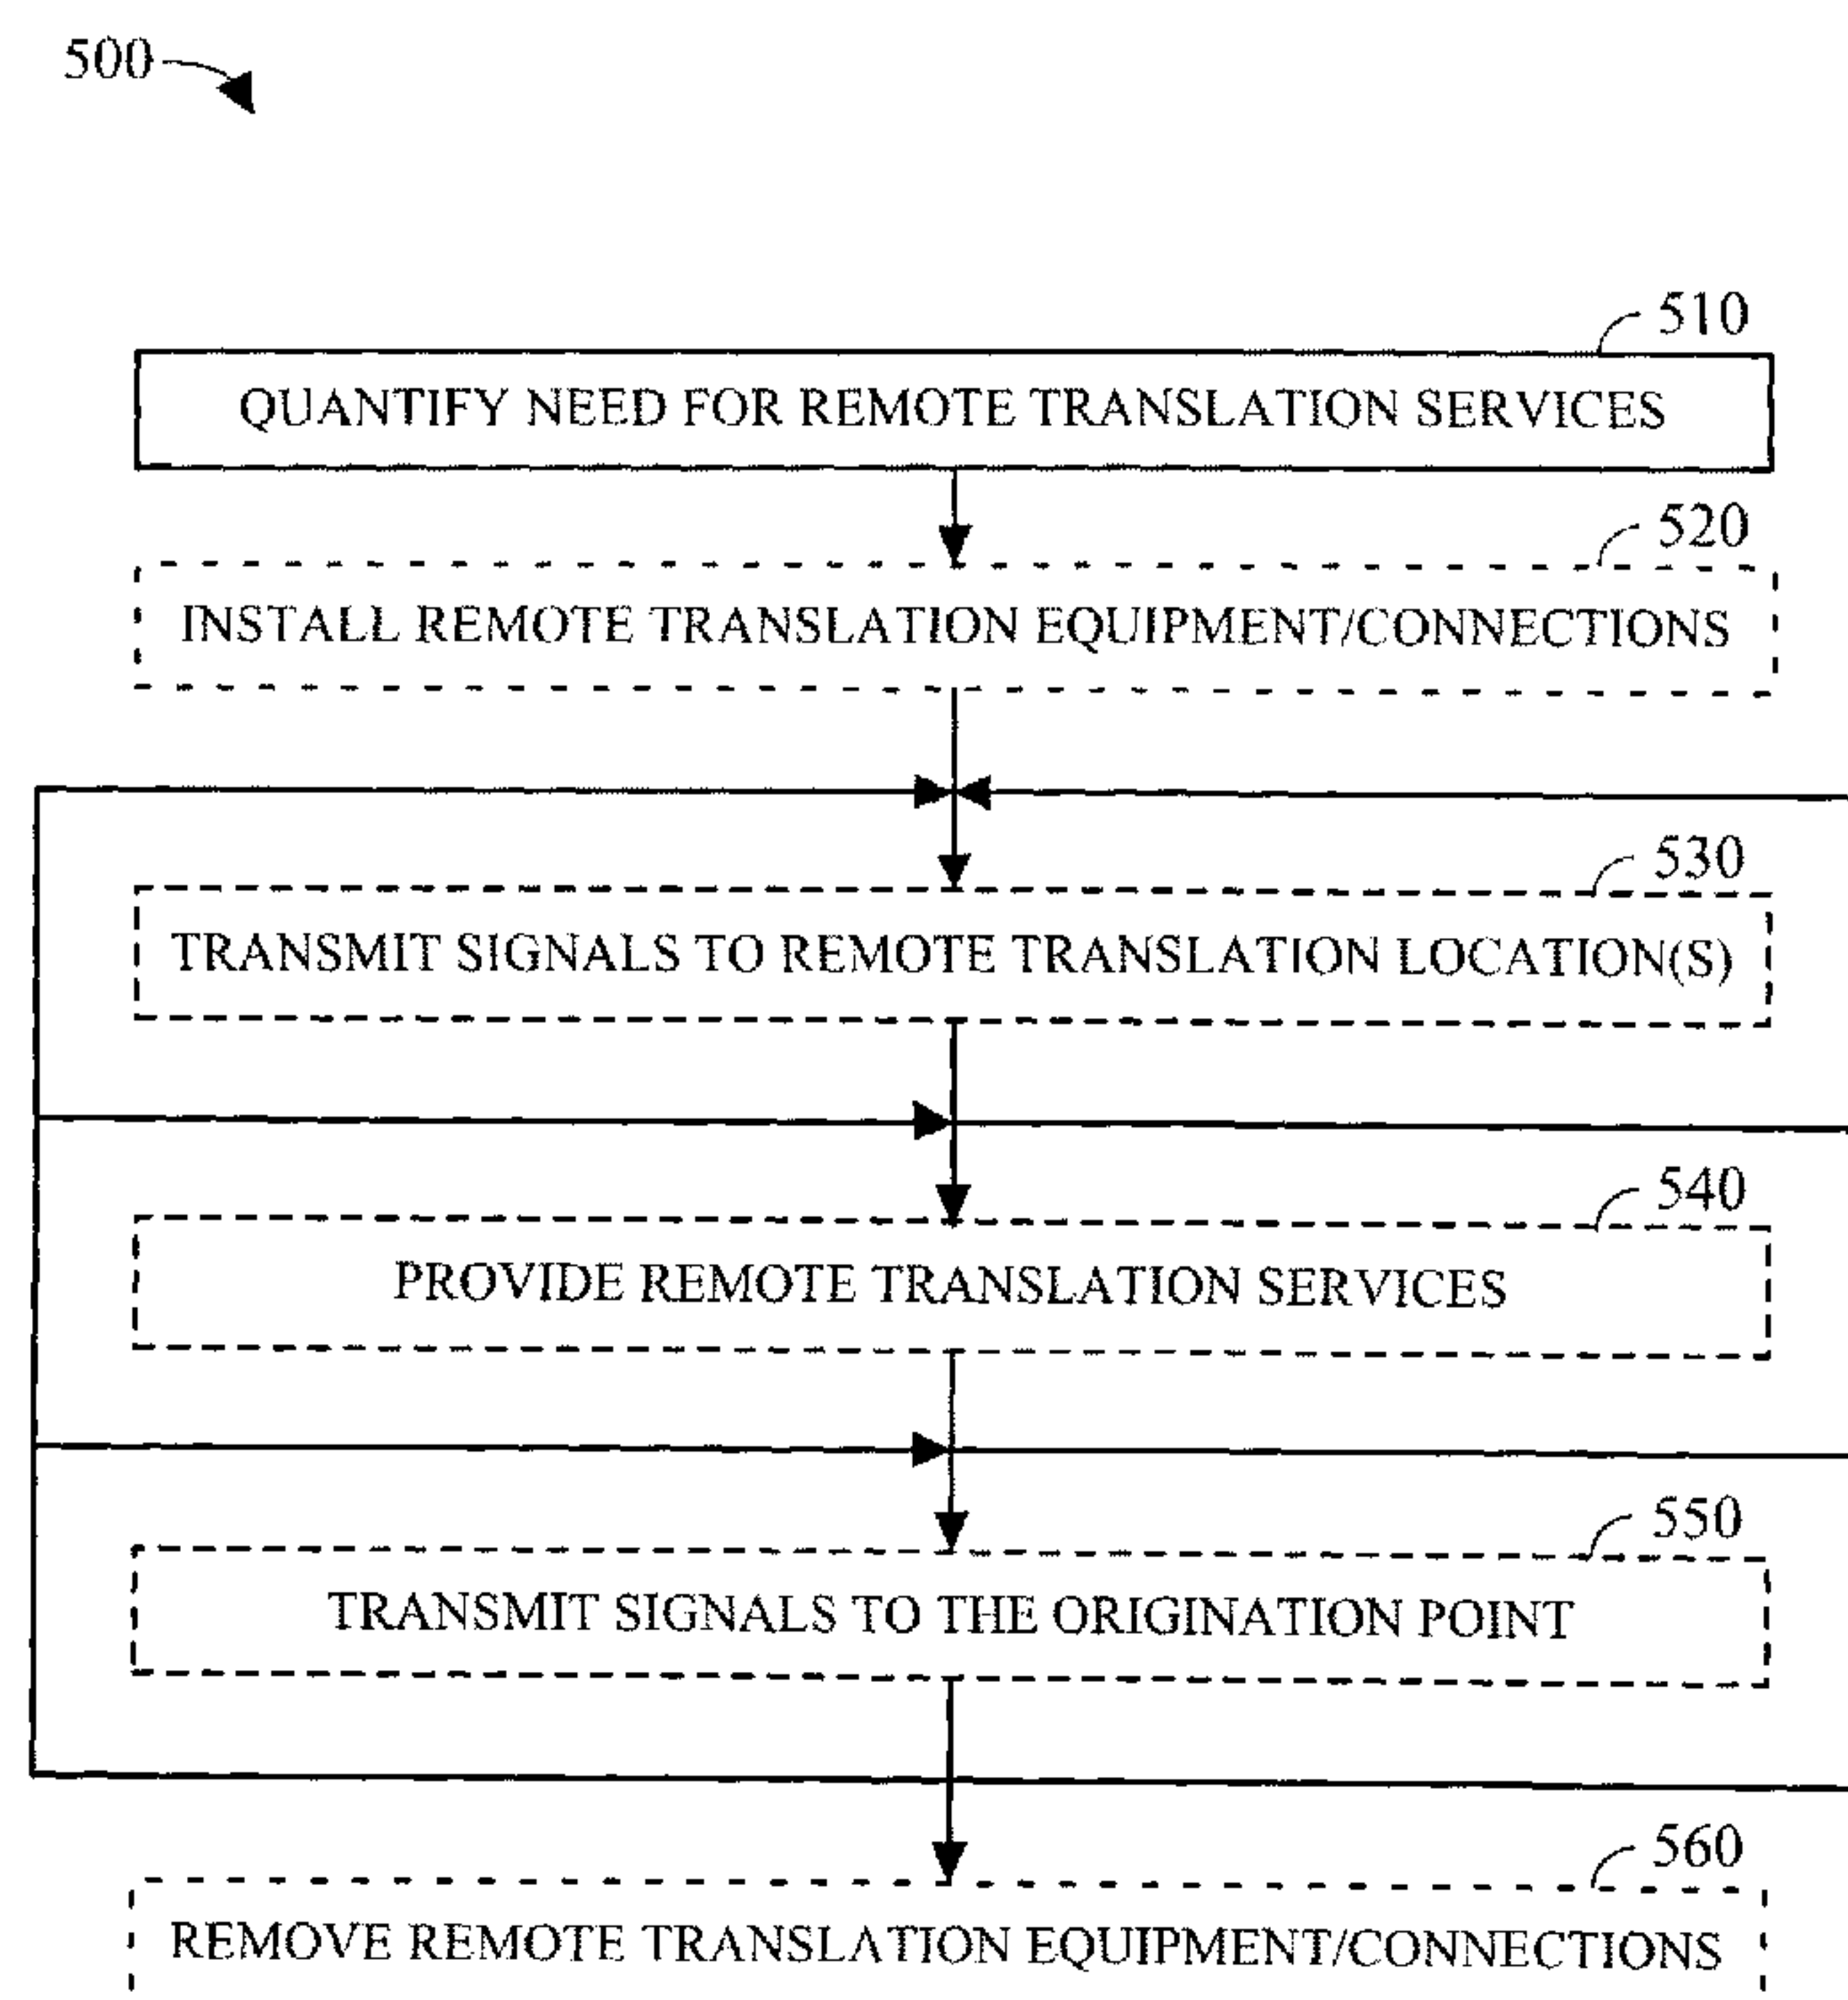 500
510
QUANTIFY NEED FOR REMOTE TRANSLATION SERVICES
520
INSTALL REMOTE TRANSLATION EQUIPMENT/CONNECTIONS
530
TRANSMIT SIGNALS TO REMOTE TRANSLATION LOCATION(S)
540
PROVIDE REMOTE TRANSLATION SERVICES
550
TRANSMIT SIGNALS TO THE ORIGINATION POINT
560
REMOVE REMOTE TRANSLATION EQUIPMENT/CONNECTIONS